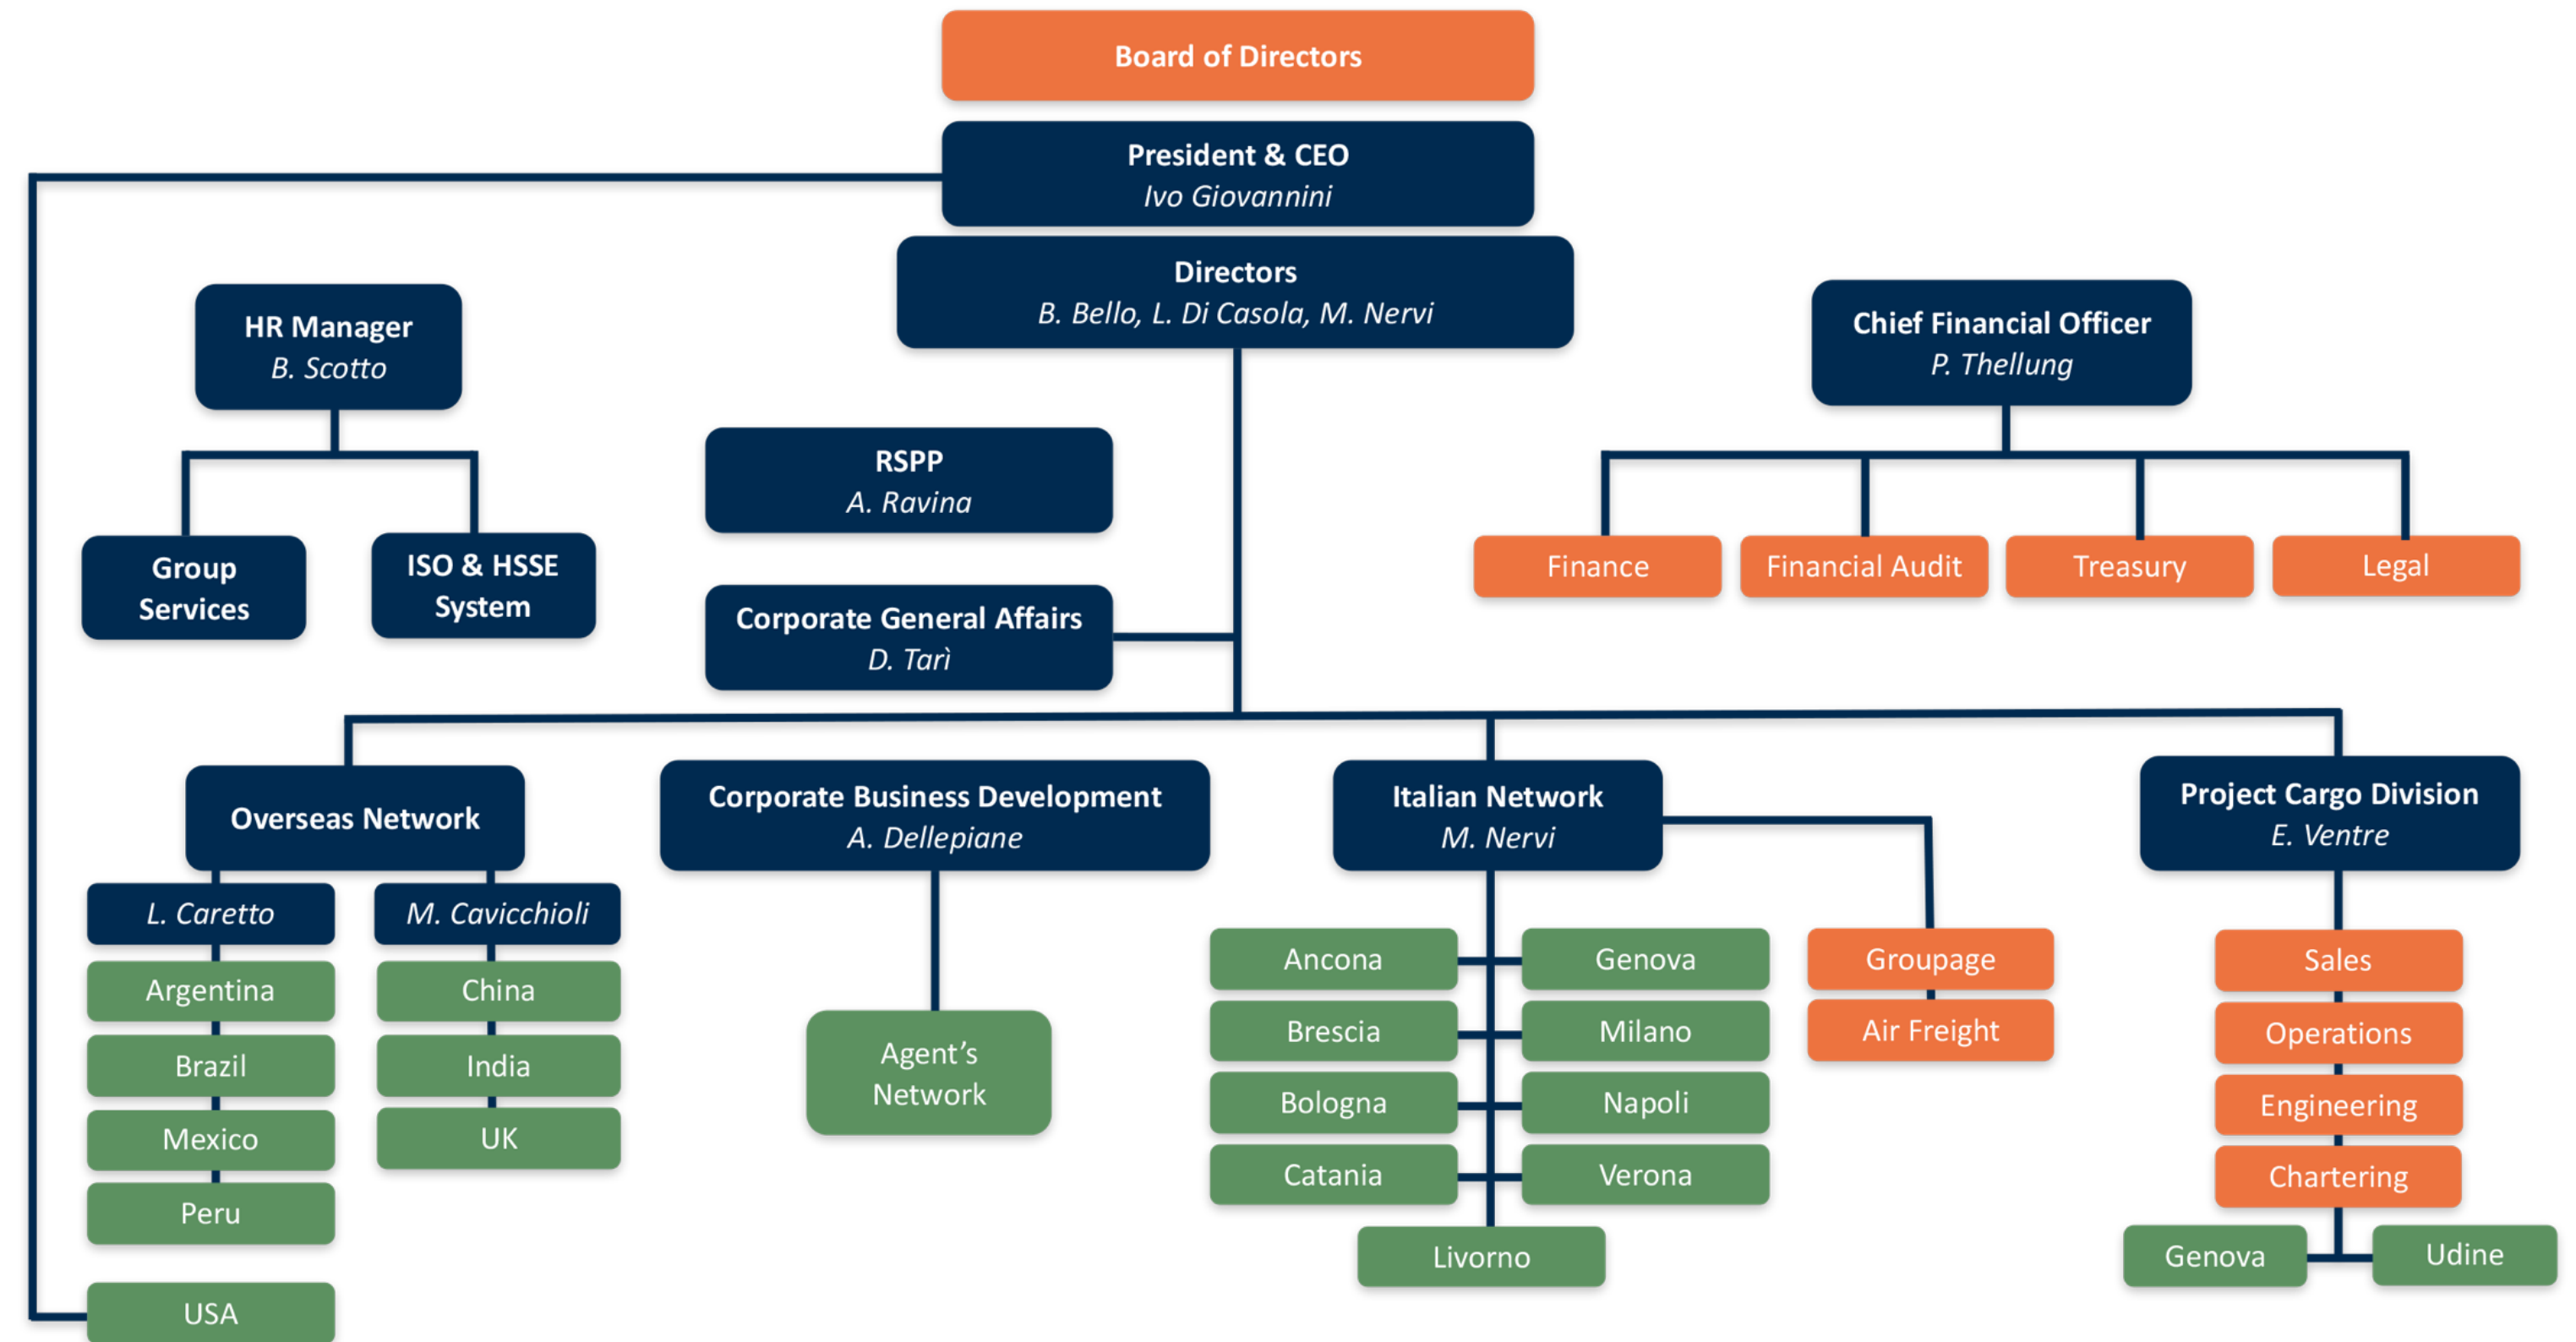 Board of Directors
President & CEO
Ivo Giovannini
Directors
B. Bello, L. Di Casola, M. Nervi
HR Manager
B. Scotto
Chief Financial Officer
P. Thellung
RSPP
A. Ravina
Group
Services
ISO & HSSE
System
Finance
Financial Audit
Treasury
Legal
Corporate General Affairs
D. Tarì
Overseas Network
L. Caretto
Argentina
Brazil
Mexico
Peru
USA
M. Cavicchioli
China
India
UK
Corporate Business Development
A. Dellepiane
Agent’s
Network
Italian Network
M. Nervi
Ancona
Genova
Brescia
Milano
Bologna
Napoli
Catania
Verona
Livorno
Groupage
Air Freight
Project Cargo Division
E. Ventre
Sales
Operations
Engineering
Chartering
Genova
Udine